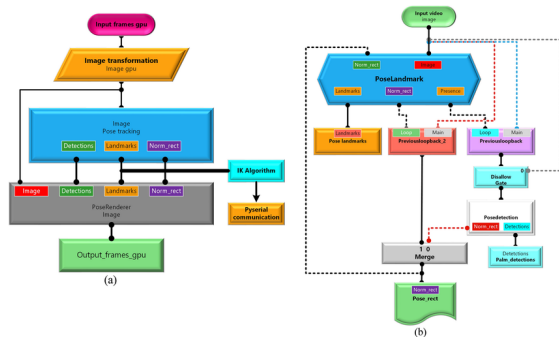 Input frames gpu
Image transformation
Image gpu
Image
Pose tracking
Detections
Landmarks
Norm_rect
Image
Detections
Landmarks
Norm_rect
PoseRenderer
Image
IK Algorithm
Pyserial
communication
Output_frames_gpu
(a)
Input video
image
Norm_rect
Image
PoseLandmark
Landmarks
Norm_rect
Presence
Landmarks
Pose landmarks
Loop
Main
Previousloopback_2
Loop
Main
Previousloopback
0
Disallow
Gate
Posedetection
Norm_rect
Detections
Detetctions
Palm_detections
1 0
Merge
Norm_rect
Pose_rect
(b)